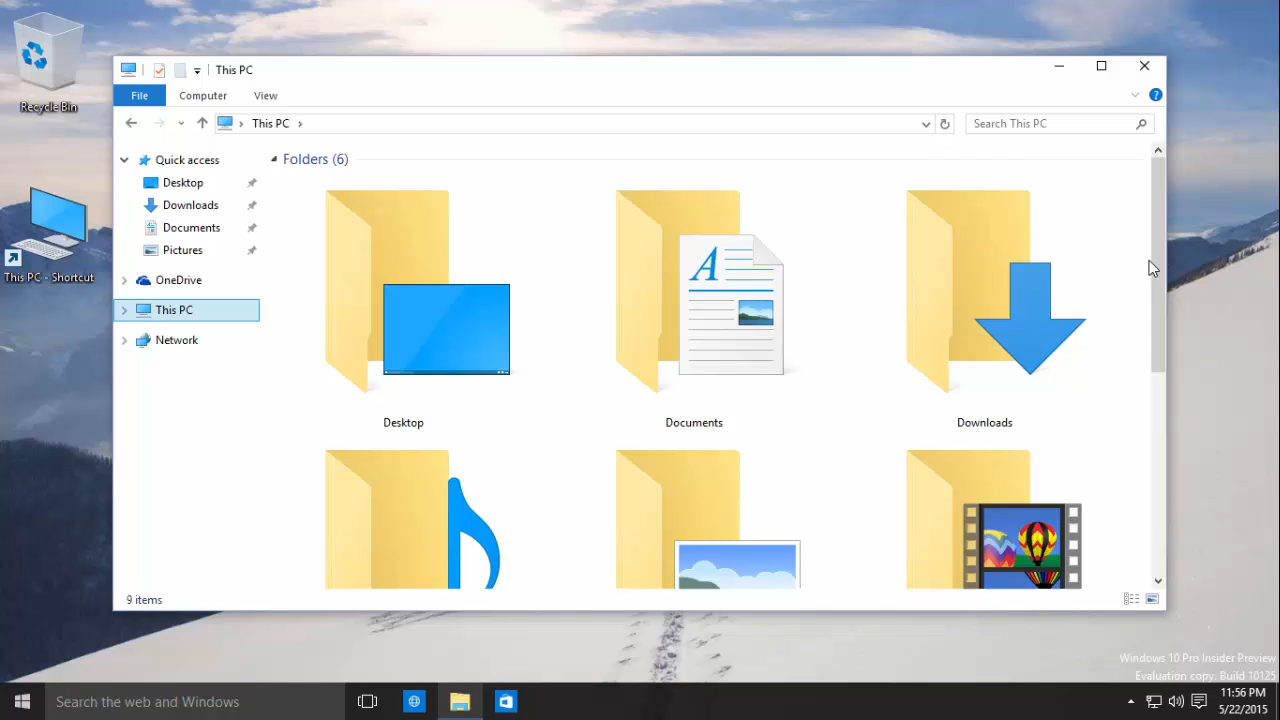 Recycle Bin
This PC - Shortcut
This PC
File
Computer
View
This PC
Search This PC
Quick access
Desktop
Downloads
Documents
Pictures
OneDrive
This PC
Network
Folders (6)
Desktop
Documents
Downloads
9 items
Windows 10 Pro Insider Preview
Evaluation copy. Build 10125
Search the web and Windows
11:56 PM
5/22/2015